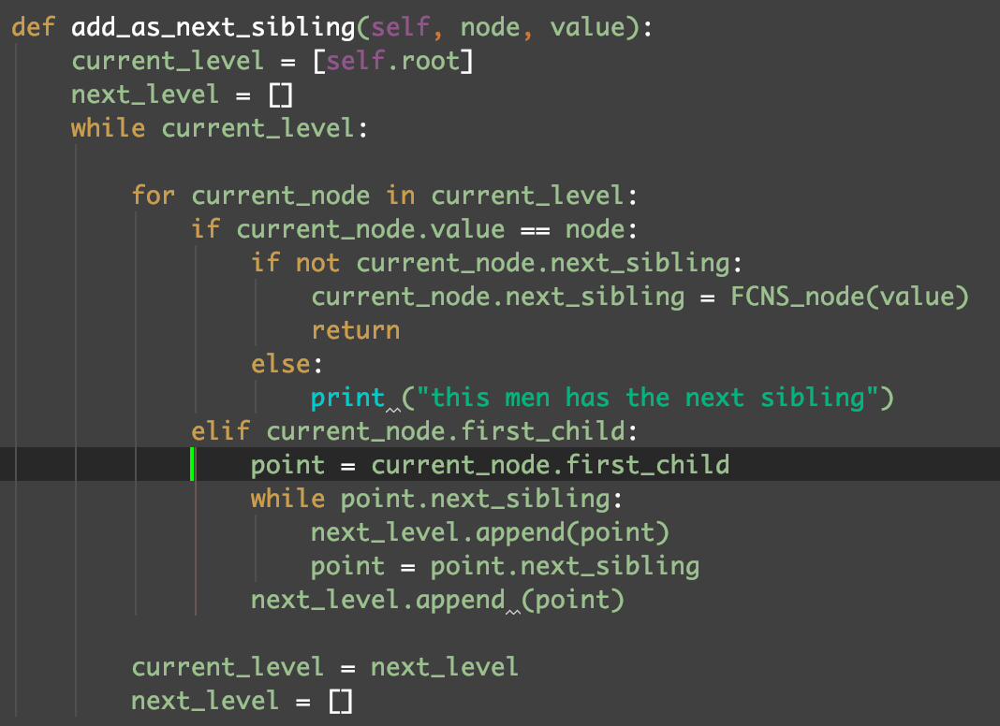 def add_as_next_sibling(self, node, value):
    current_level = [self.root]
    next_level = []
    while current_level:

        for current_node in current_level:
            if current_node.value == node:
                if not current_node.next_sibling:
                    current_node.next_sibling = FCNS_node(value)
                    return
                else:
                    print ("this men has the next sibling")
            elif current_node.first_child:
                point = current_node.first_child
                while point.next_sibling:
                    next_level.append(point)
                    point = point.next_sibling
                next_level.append (point)

        current_level = next_level
        next_level = []